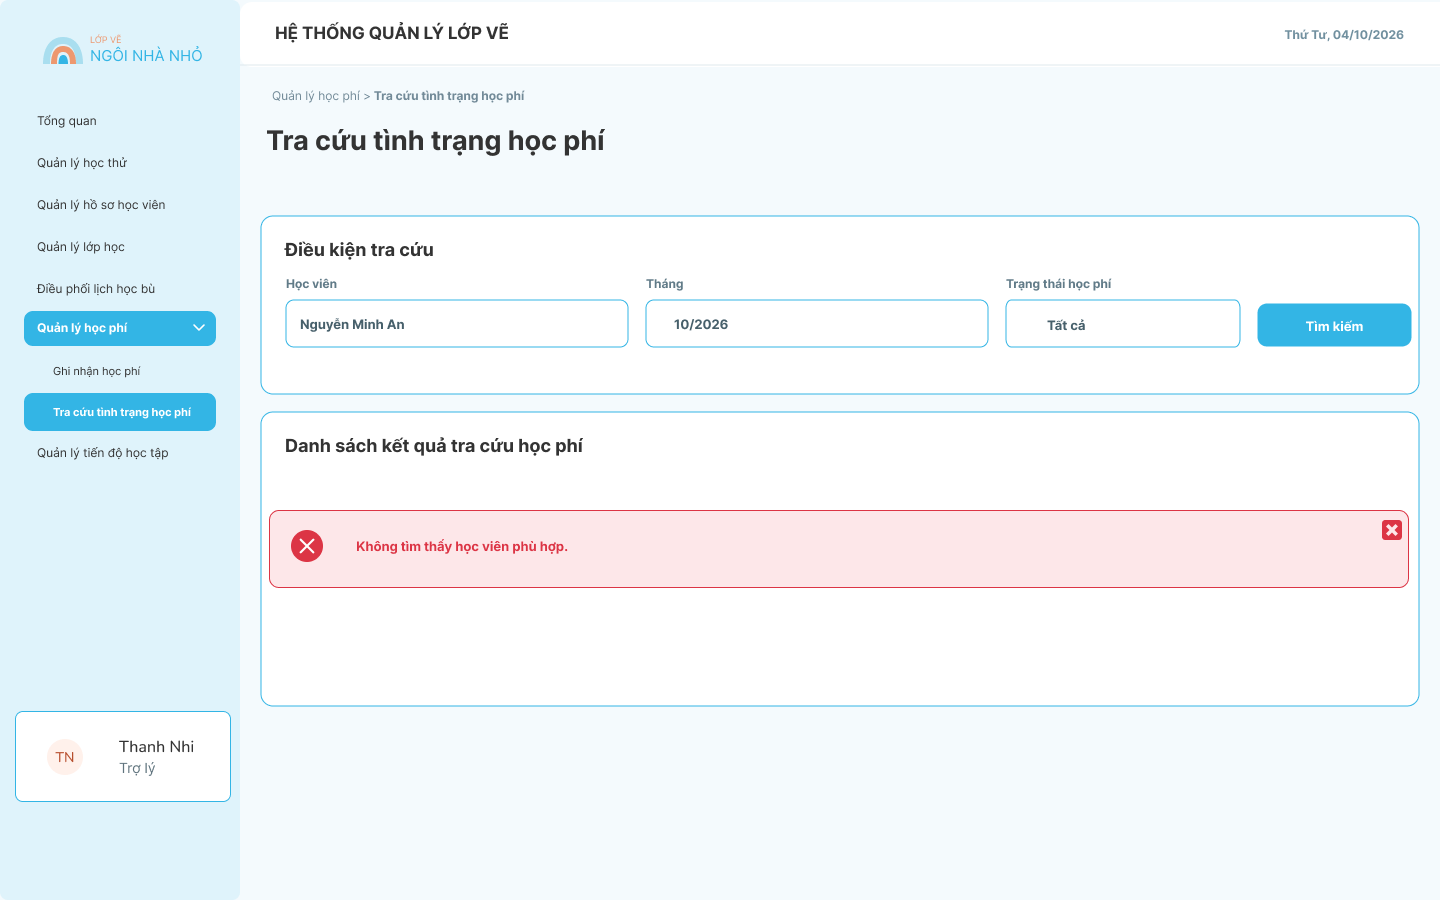 LỚP VẼ
NGÔI NHÀ NHỎ
Tổng quan
Quản lý học thử
Quản lý hồ sơ học viên
Quản lý lớp học
Điều phối lịch học bù
Quản lý học phí
Ghi nhận học phí
Tra cứu tình trạng học phí
Quản lý tiến độ học tập
TN
Thanh Nhi
Trợ lý
HỆ THỐNG QUẢN LÝ LỚP VẼ
Thứ Tư, 04/10/2026
Quản lý học phí > Tra cứu tình trạng học phí
Tra cứu tình trạng học phí
Điều kiện tra cứu
Học viên
Tháng
Trạng thái học phí
Nguyễn Minh An
10/2026
Tất cả
Tìm kiếm
Danh sách kết quả tra cứu học phí
Không tìm thấy học viên phù hợp.